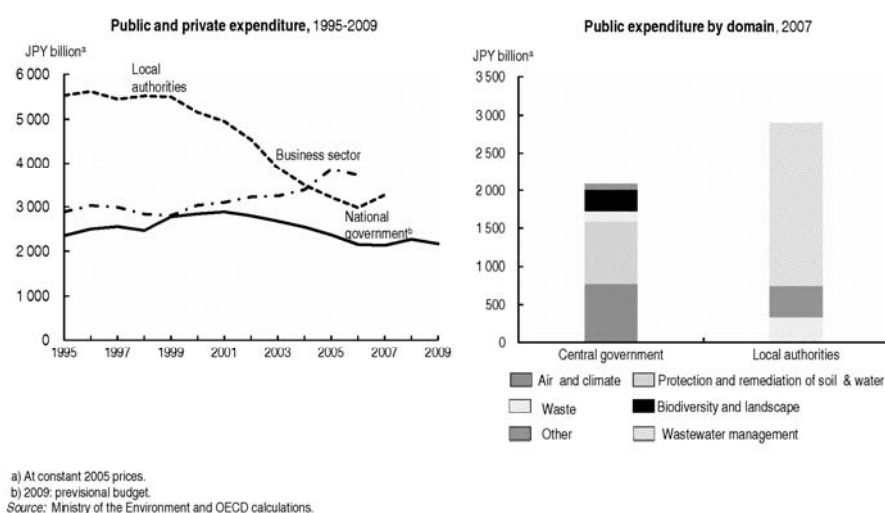 Public and private expenditure, 1995-2009
JPY billionᵃ
6 000
5 000
4 000
3 000
2 000
1 000
0
1995
1997
1999
2001
2003
2005
2007
2009
Local
authorities
Business sector
National
governmentᵇ
Public expenditure by domain, 2007
JPY billionᵃ
3 500
3 000
2 500
2 000
1 500
1 000
500
0
Central government
Local authorities
Air and climate
Protection and remediation of soil & water
Waste
Biodiversity and landscape
Other
Wastewater management
a) At constant 2005 prices.
b) 2009: previsional budget.
Source: Ministry of the Environment and OECD calculations.